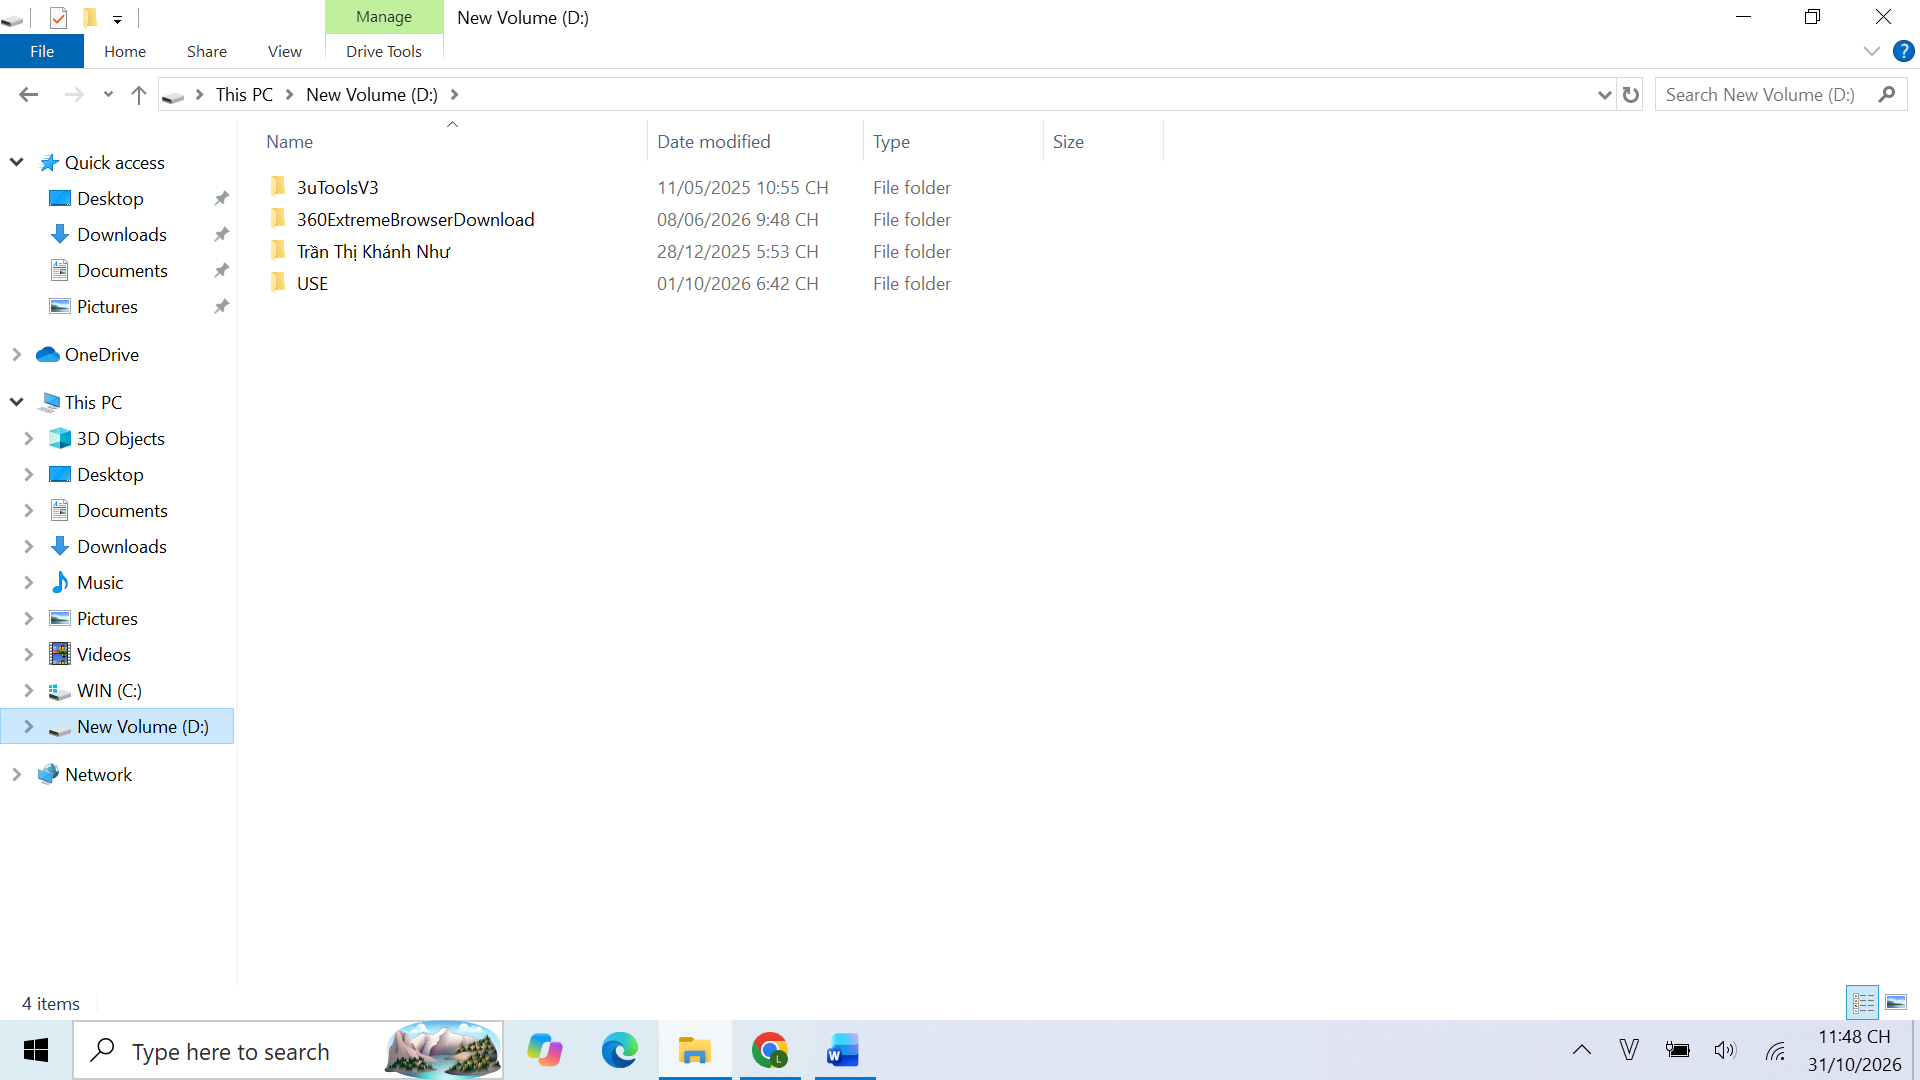 Manage
New Volume (D:)
File
Home
Share
View
Drive Tools
?
This PC
New Volume (D:)
Search New Volume (D:)
Name
Date modified
Type
Size
Quick access
Desktop
Downloads
Documents
Pictures
OneDrive
This PC
3D Objects
Desktop
Documents
Downloads
Music
Pictures
Videos
WIN (C:)
New Volume (D:)
Network
3uToolsV3 11/05/2025 10:55 CH File folder
360ExtremeBrowserDownload 08/06/2026 9:48 CH File folder
Trần Thị Khánh Như 28/12/2025 5:53 CH File folder
USE 01/10/2026 6:42 CH File folder
4 items
Type here to search
L
W
V
11:48 CH
31/10/2026